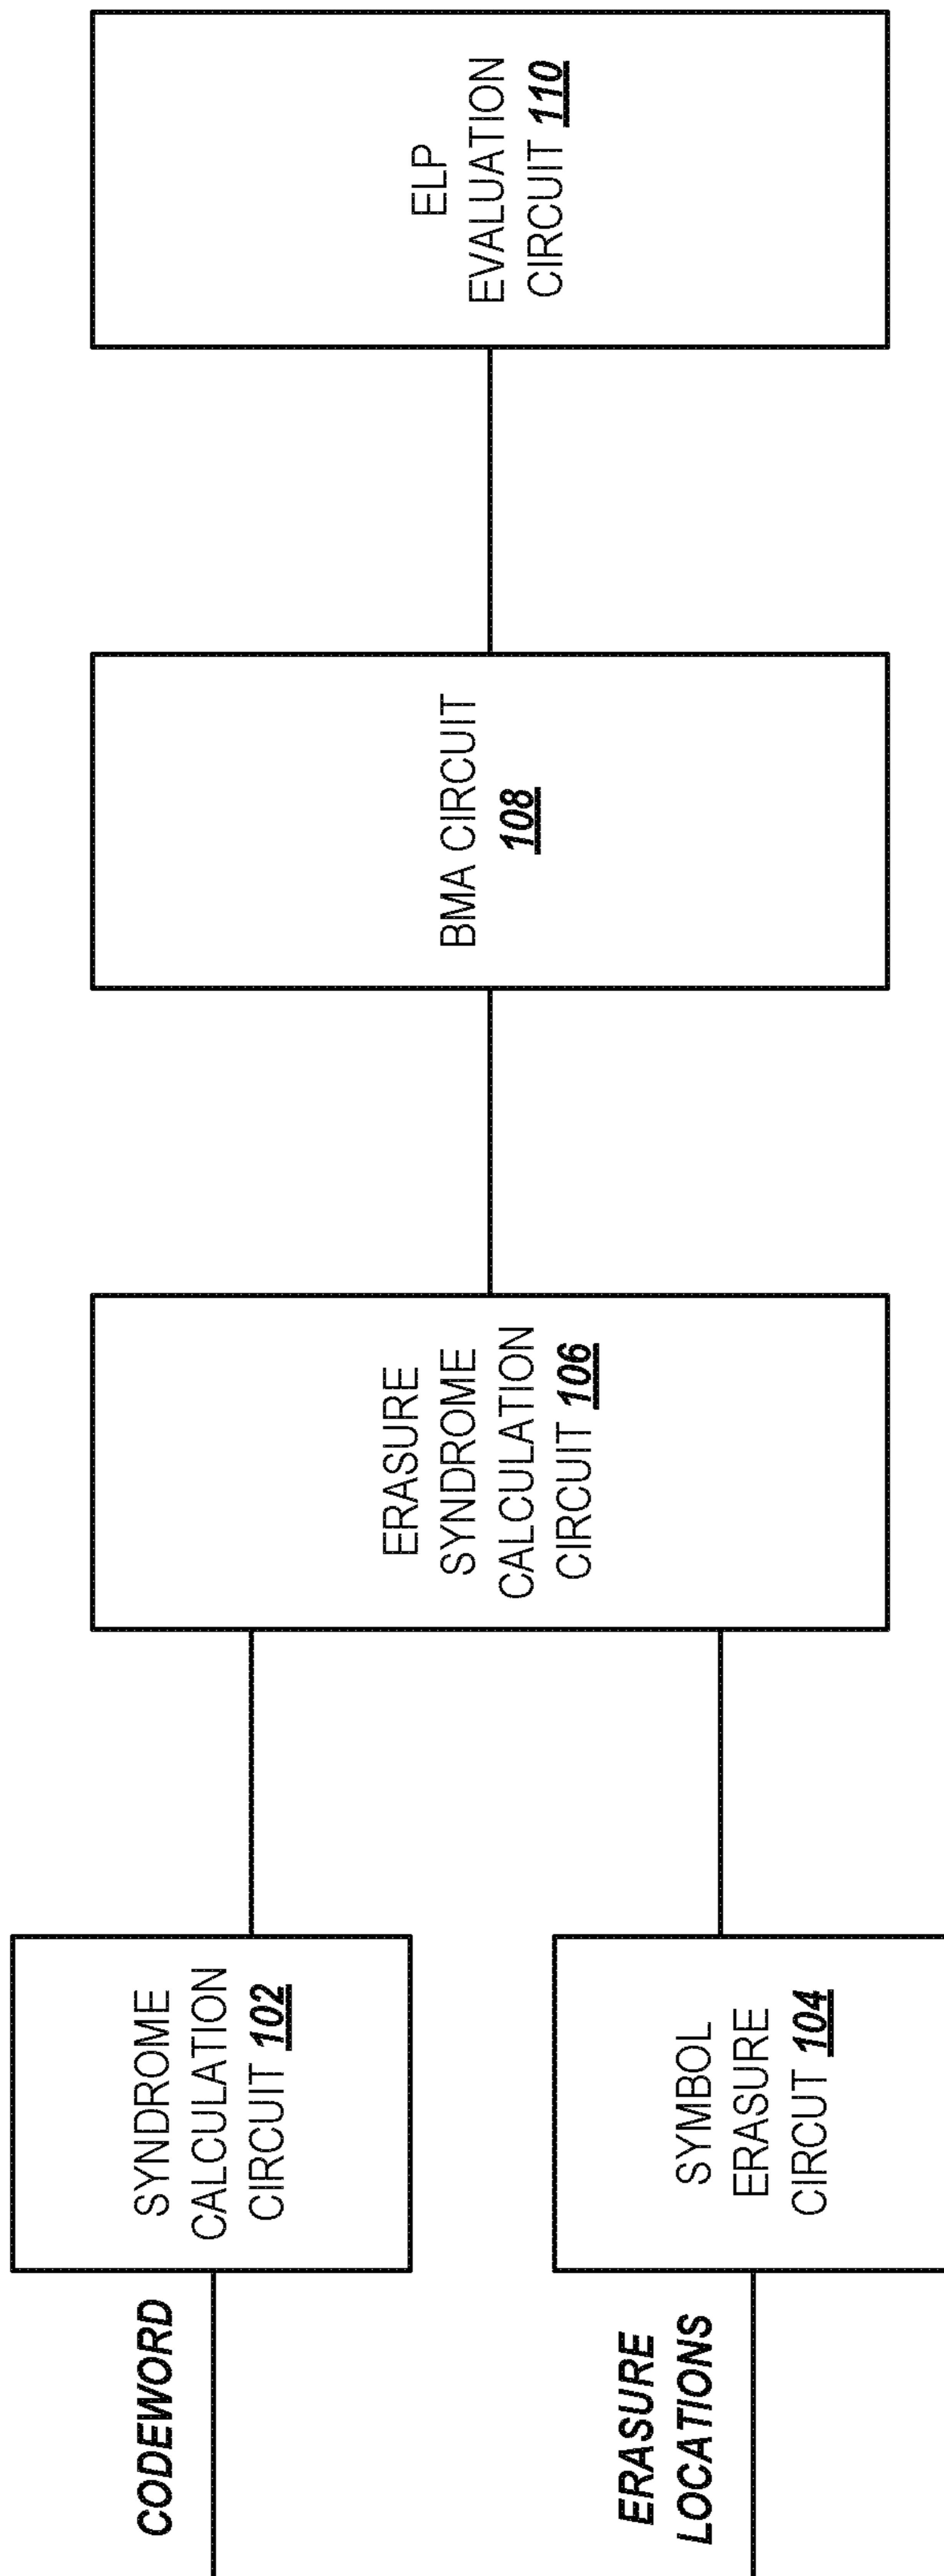 CODEWORD
SYNDROME
CALCULATION
CIRCUIT 102
ERASURE
LOCATIONS
SYMBOL
ERASURE
CIRCUT 104
ERASURE
SYNDROME
CALCULATION
CIRCUIT 106
BMA CIRCUIT
108
ELP
EVALUATION
CIRCUIT 110